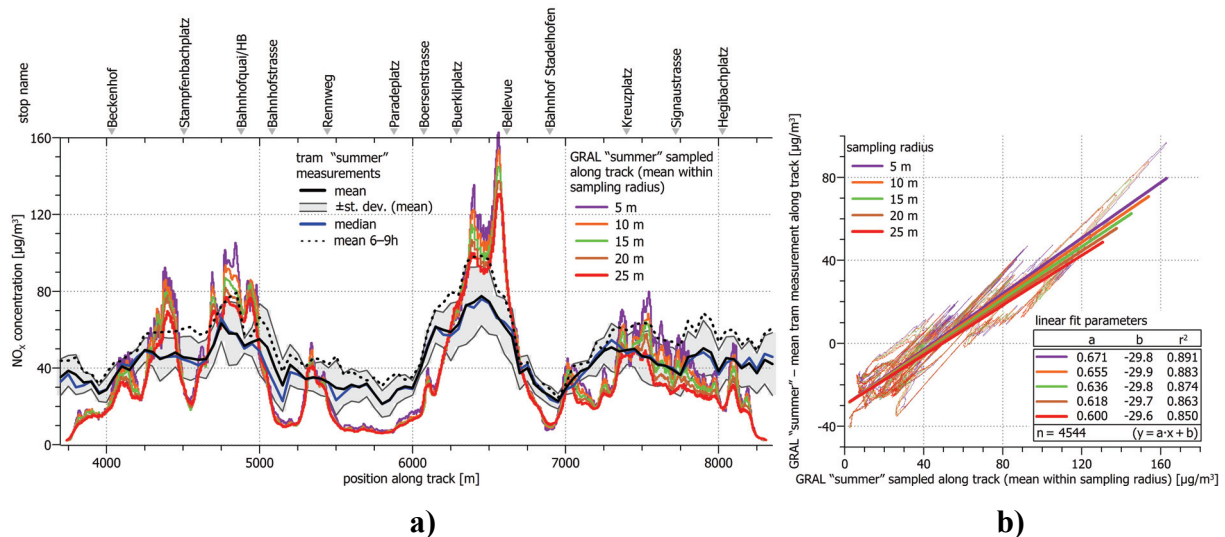 stop name
Beckenhof
Stampfenbachplatz
Bahnhofquai/HB
Bahnhofstrasse
Rennweg
Paradeplatz
Boersenstrasse
Buerkliplatz
Bellevue
Bahnhof Stadelhofen
Kreuzplatz
Signaustrasse
Hegibachplatz
NOx concentration [µg/m³]
160
120
80
40
0
tram "summer"
measurements
mean
±st. dev. (mean)
median
mean 6–9h
GRAL "summer" sampled
along track (mean within
sampling radius)
5 m
10 m
15 m
20 m
25 m
4000 5000 6000 7000 8000
position along track [m]
a)
GRAL "summer" – mean tram measurement along track [µg/m³]
80
40
0
-40
sampling radius
5 m
10 m
15 m
20 m
25 m
linear fit parameters
a b r²
0.671 -29.8 0.891
0.655 -29.9 0.883
0.636 -29.8 0.874
0.618 -29.7 0.863
0.600 -29.6 0.850
n = 4544 (y = a·x + b)
0 40 80 120 160
GRAL "summer" sampled along track (mean within sampling radius) [µg/m³]
b)